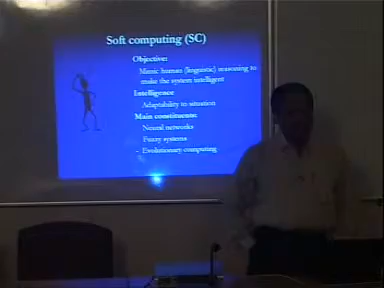 Soft computing (SC)
Objective:
Mimic human (linguistic) reasoning to
make the system intelligent
Intelligence
Adaptability to situation
Main constituents:
Neural networks
Fuzzy systems
- Evolutionary computing